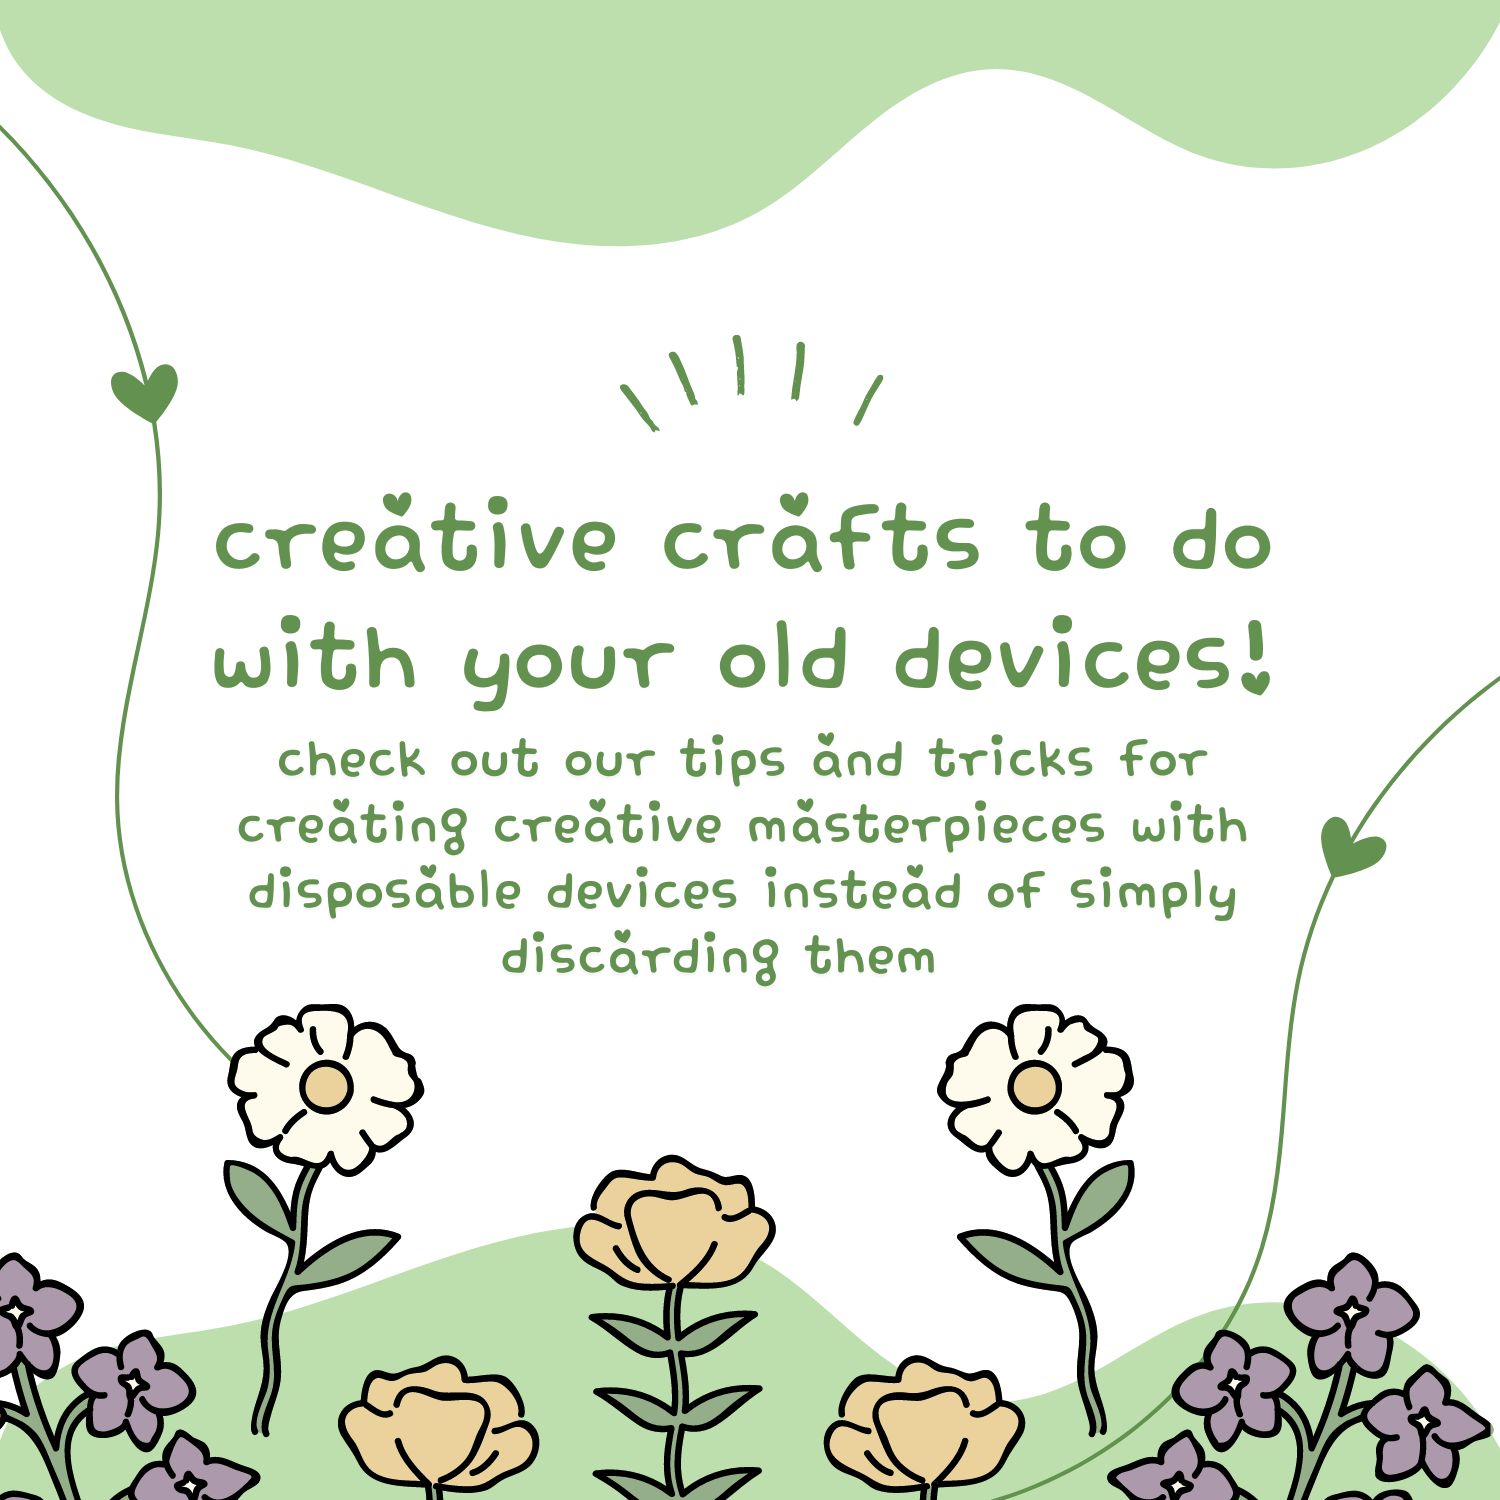 creative crafts to do
with your old devices!
check out our tips and tricks for
creating creative masterpieces with
disposable devices instead of simply
discarding them